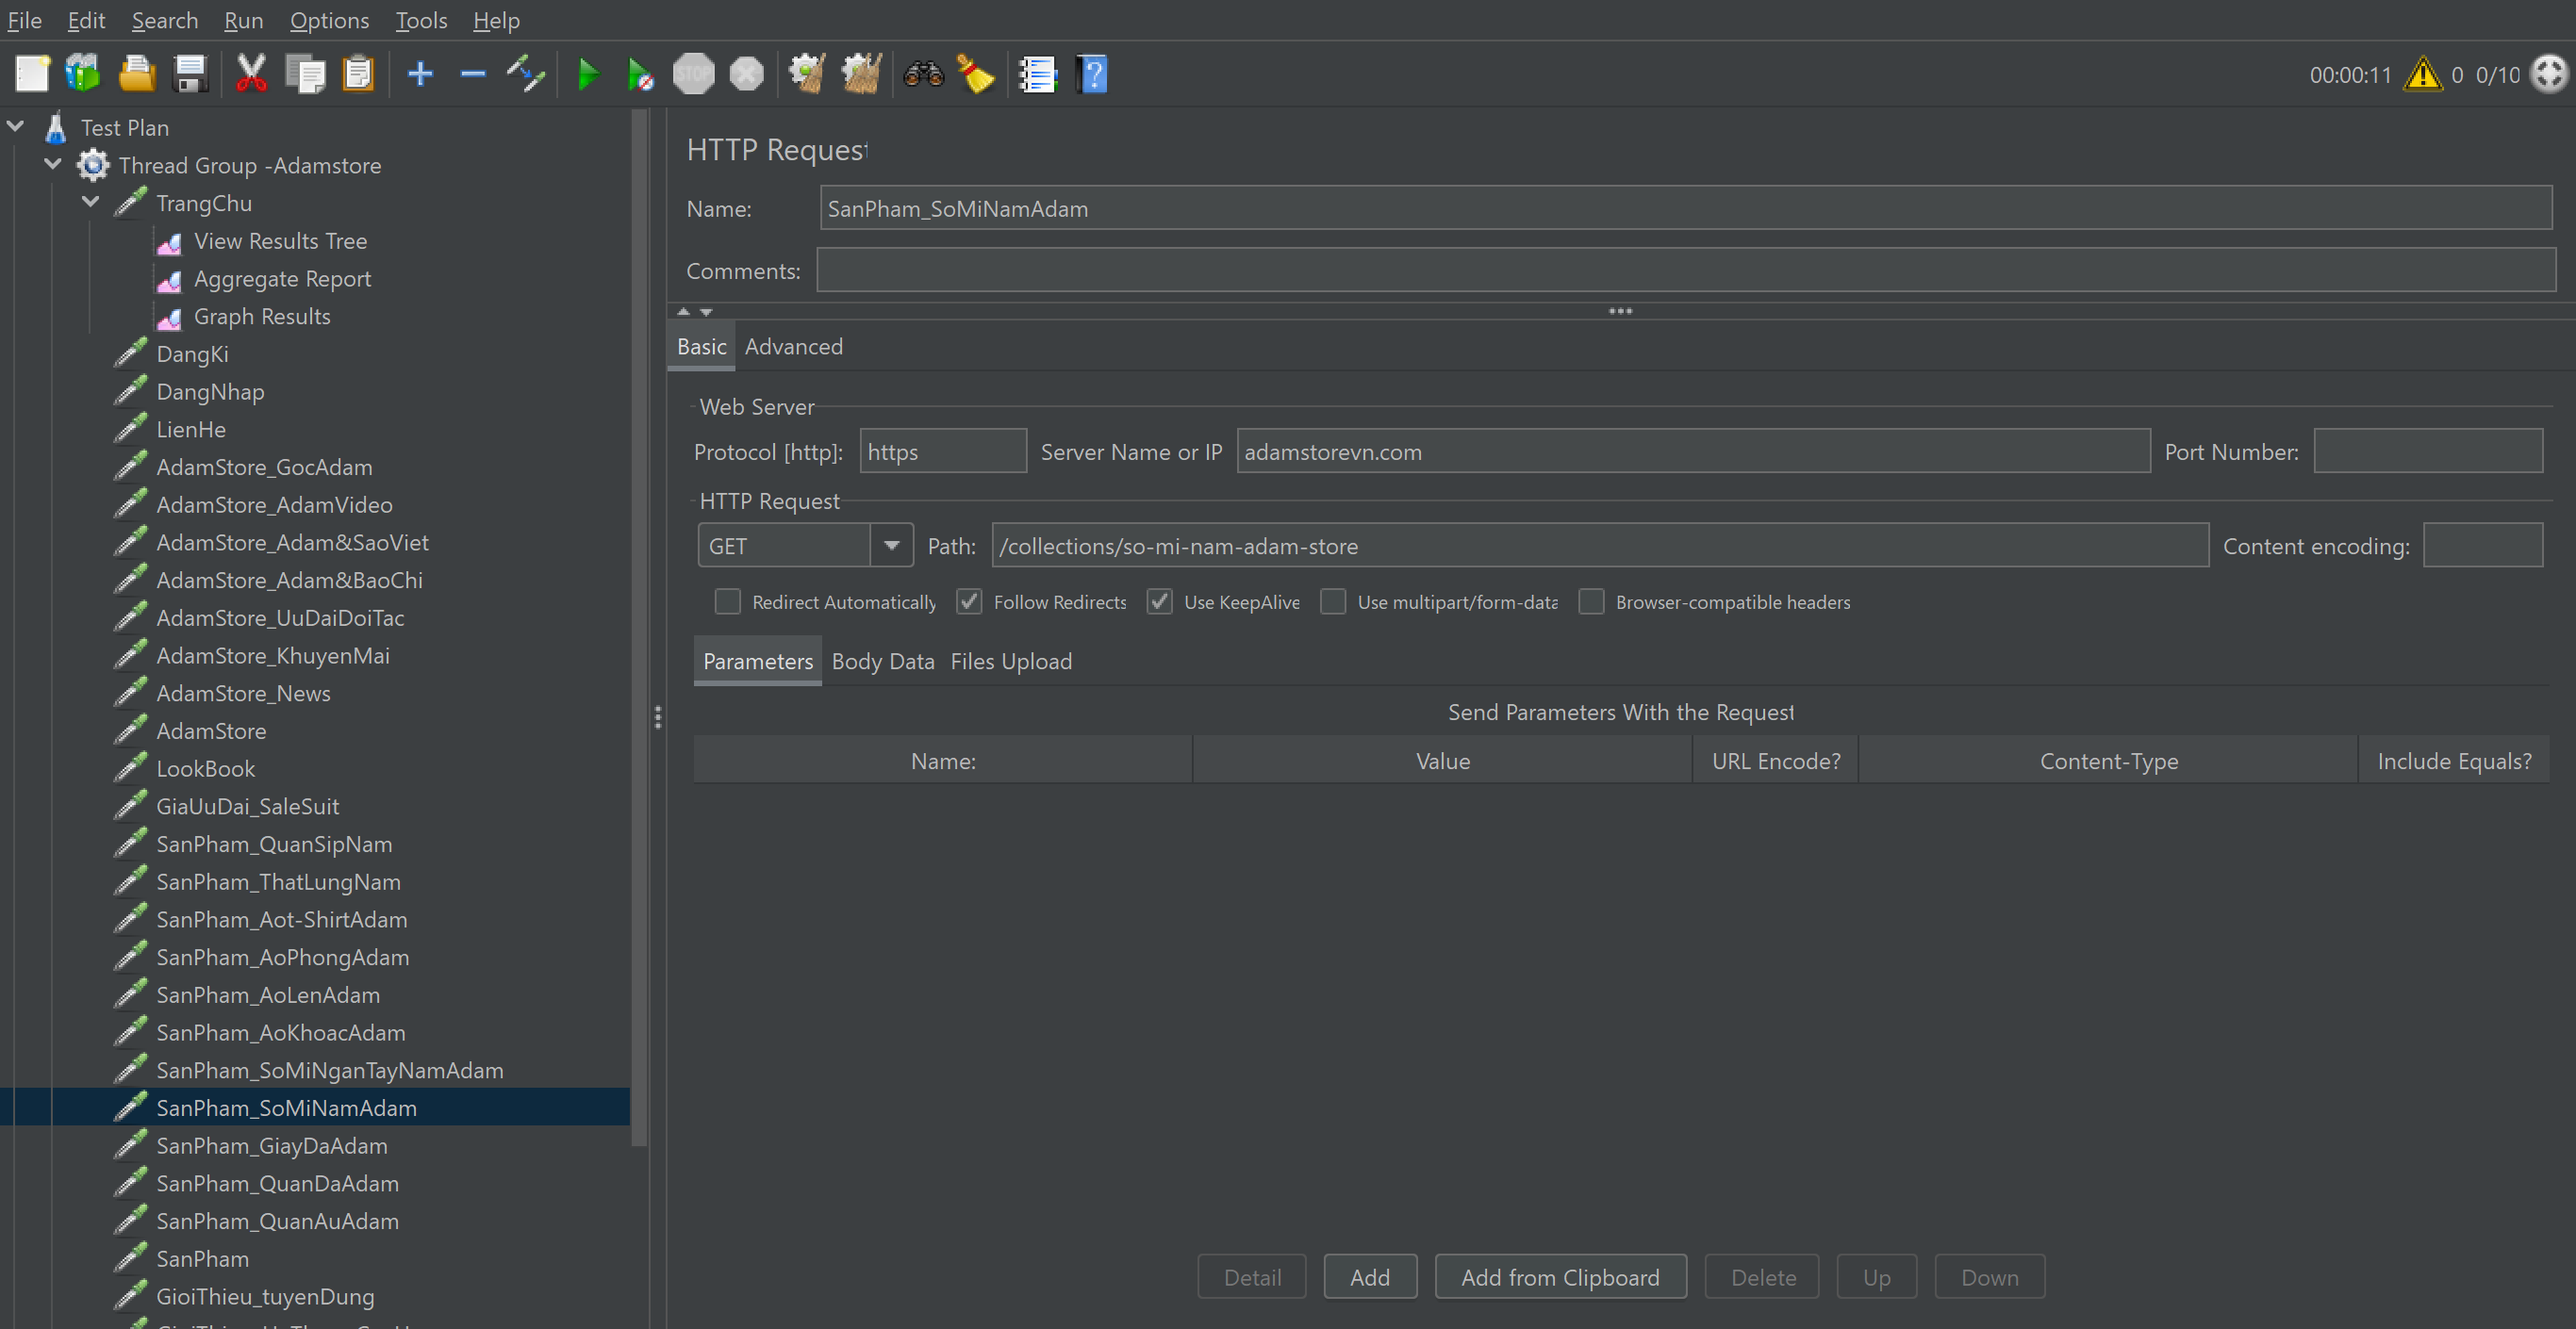 File Edit Search Run Options Tools Help
STOP
00:00:11 0 0/10
Test Plan
Thread Group -Adamstore
TrangChu
View Results Tree
Aggregate Report
Graph Results
DangKi
DangNhap
LienHe
AdamStore_GocAdam
AdamStore_AdamVideo
AdamStore_Adam&SaoViet
AdamStore_Adam&BaoChi
AdamStore_UuDaiDoiTac
AdamStore_KhuyenMai
AdamStore_News
AdamStore
LookBook
GiaUuDai_SaleSuit
SanPham_QuanSipNam
SanPham_ThatLungNam
SanPham_Aot-ShirtAdam
SanPham_AoPhongAdam
SanPham_AoLenAdam
SanPham_AoKhoacAdam
SanPham_SoMiNganTayNamAdam
SanPham_SoMiNamAdam
SanPham_GiayDaAdam
SanPham_QuanDaAdam
SanPham_QuanAuAdam
SanPham
GioiThieu_tuyenDung
HTTP Request
Name: SanPham_SoMiNamAdam
Comments:
Basic Advanced
Web Server
Protocol [http]: https Server Name or IP adamstorevn.com Port Number:
HTTP Request
GET Path: /collections/so-mi-nam-adam-store Content encoding:
Redirect Automatically Follow Redirects Use KeepAlive Use multipart/form-data Browser-compatible headers
Parameters Body Data Files Upload
Send Parameters With the Request
Name: Value URL Encode? Content-Type Include Equals?
Detail Add Add from Clipboard Delete Up Down